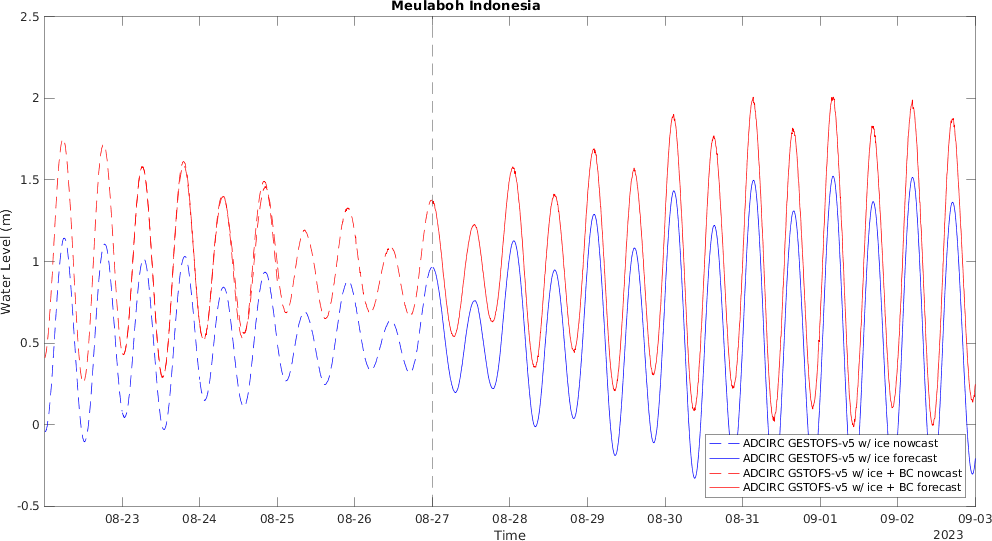 Meulaboh Indonesia
2.5
2
1.5
1
0.5
0
-0.5
Water Level (m)
ADCIRC GESTOFS-v5 w/ ice nowcast
ADCIRC GESTOFS-v5 w/ ice forecast
ADCIRC GSTOFS-v5 w/ ice + BC nowcast
ADCIRC GSTOFS-v5 w/ ice + BC forecast
08-23 08-24 08-25 08-26 08-27 08-28 08-29 08-30 08-31 09-01 09-02 09-03
Time
2023